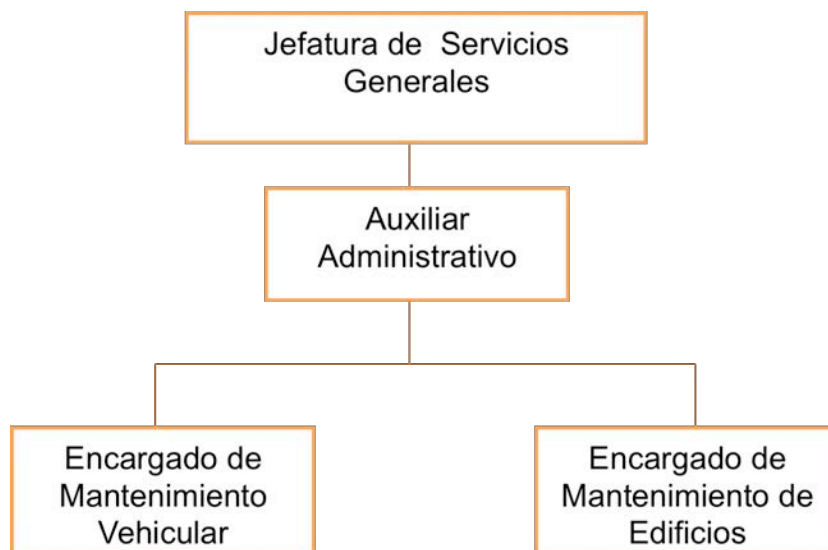 Jefatura de Servicios
Generales
Auxiliar
Administrativo
Encargado de
Mantenimiento
Vehicular
Encargado de
Mantenimiento de
Edificios